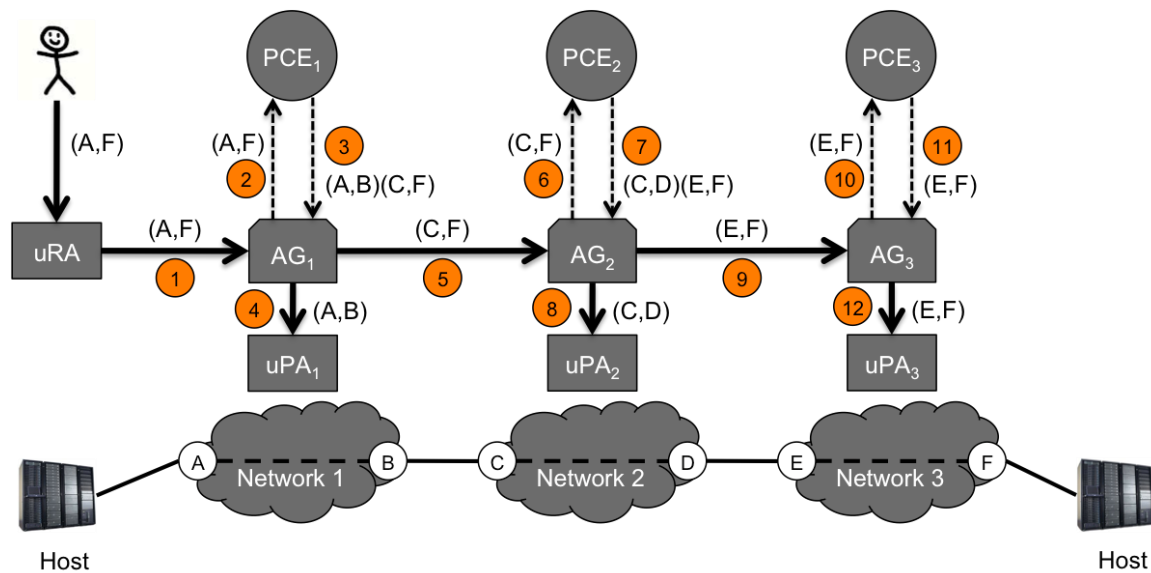 PCE1
PCE2
PCE3
(A,F)
(A,F)
2
3
(A,B)(C,F)
(C,F)
6
7
(C,D)(E,F)
(E,F)
10
11
(E,F)
uRA
(A,F)
1
AG1
(C,F)
5
AG2
(E,F)
9
AG3
4
(A,B)
8
(C,D)
12
(E,F)
uPA1
uPA2
uPA3
A
Network 1
B
C
Network 2
D
E
Network 3
F
Host
Host